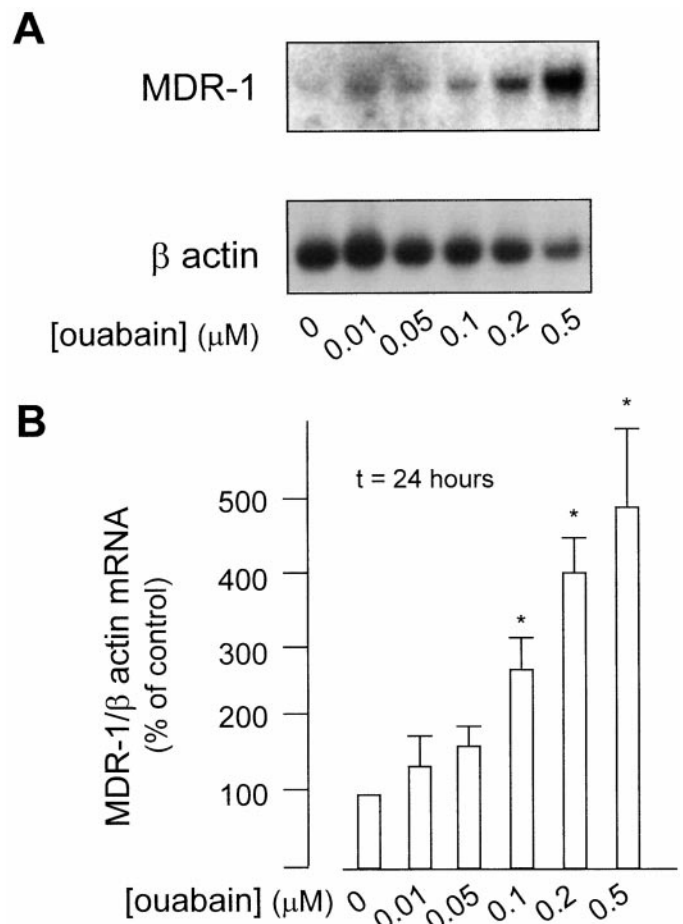 A
MDR-1
β actin
[ouabain] (μM)
0 0.01 0.05 0.1 0.2 0.5
B
t = 24 hours
MDR-1/β actin mRNA
(% of control)
500
400
300
200
100
* * *
[ouabain] (μM)
0 0.01 0.05 0.1 0.2 0.5